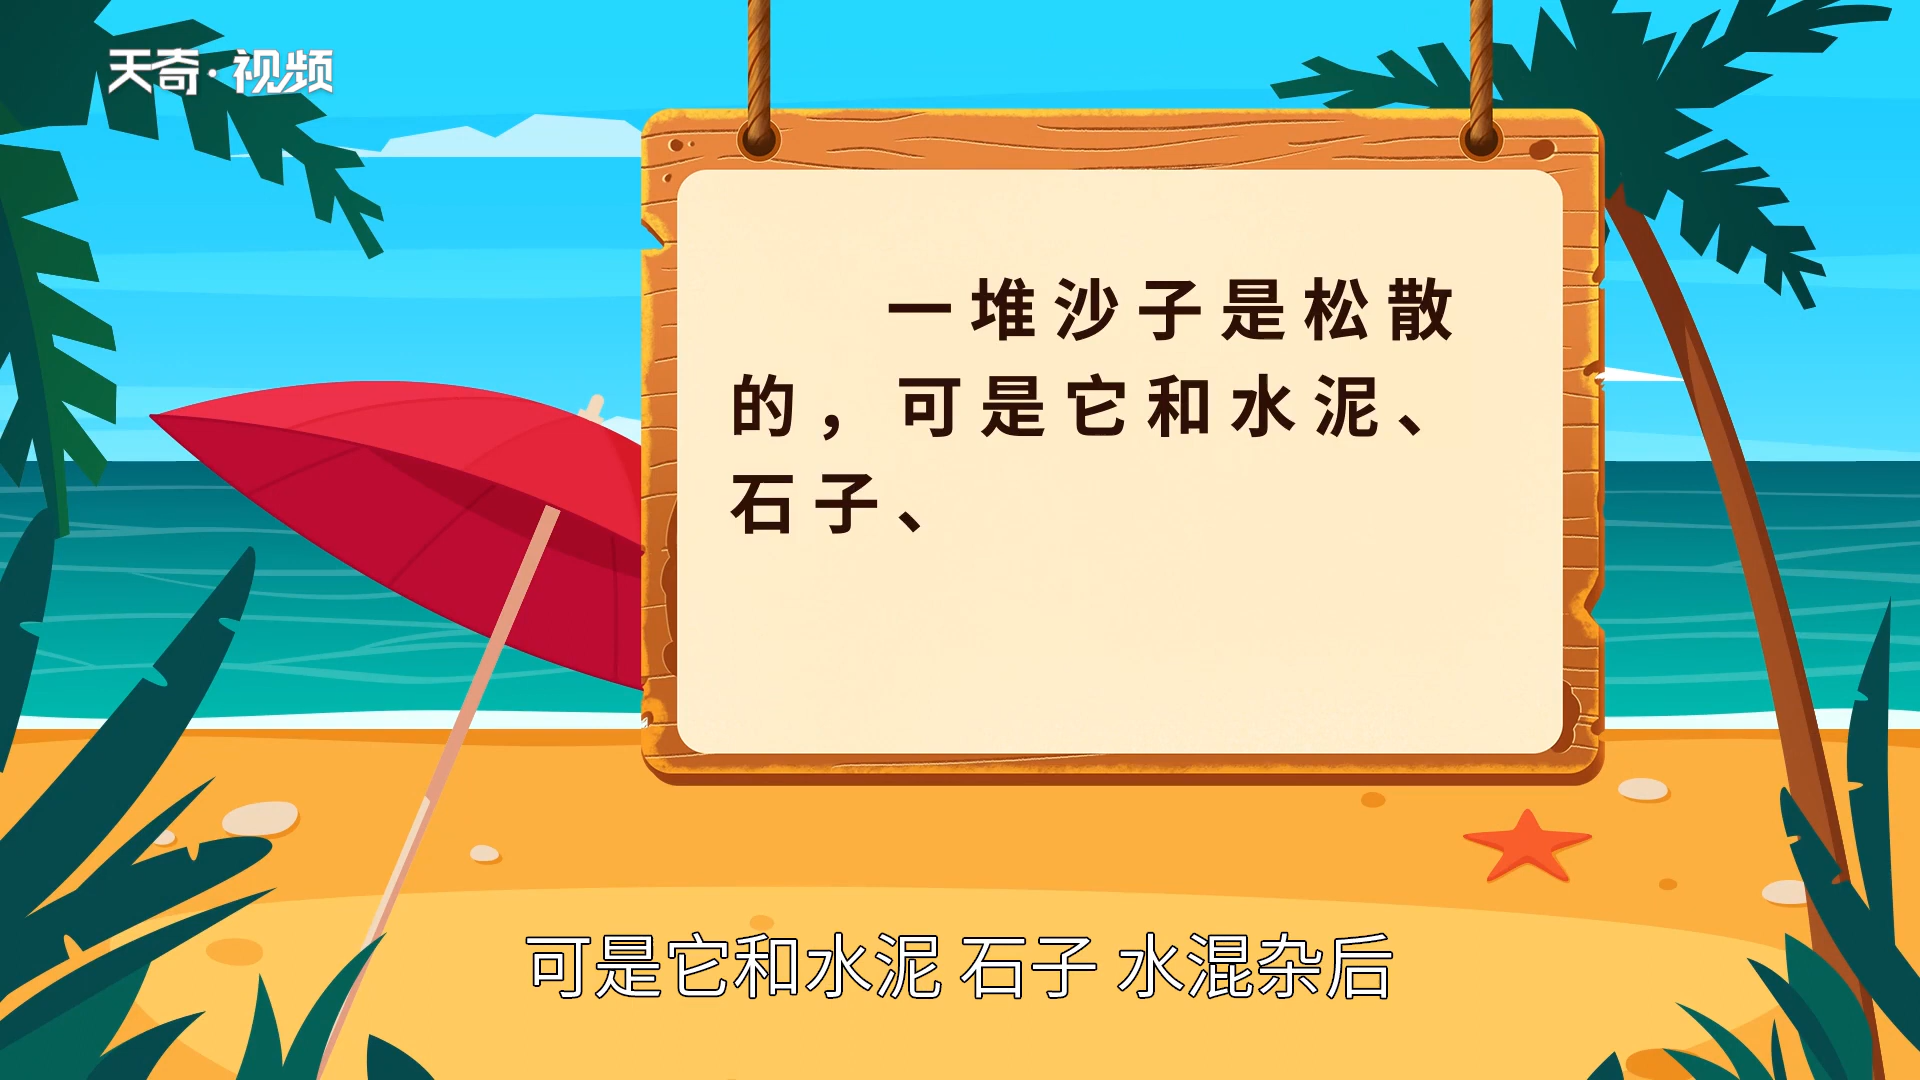 天奇·视频
一堆沙子是松散
的，可是它和水泥、
石子、
可是它和水泥 石子 水混杂后